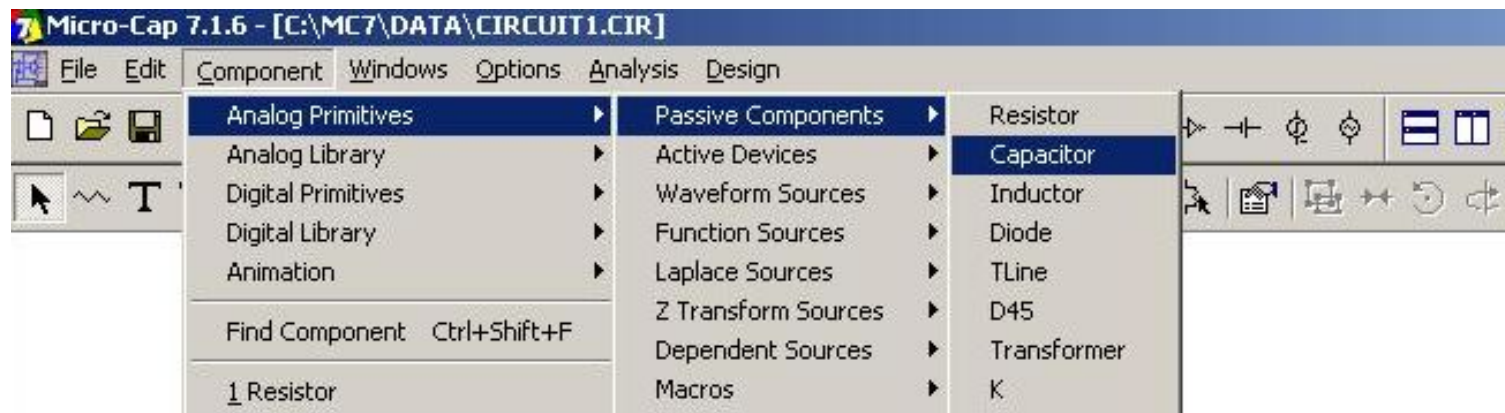 Micro-Cap 7.1.6 - [C:\MC7\DATA\CIRCUIT1.CIR]
File Edit Component Windows Options Analysis Design
Analog Primitives
Analog Library
Digital Primitives
Digital Library
Animation
Find Component Ctrl+Shift+F
1 Resistor
Passive Components
Active Devices
Waveform Sources
Function Sources
Laplace Sources
Z Transform Sources
Dependent Sources
Macros
Resistor
Capacitor
Inductor
Diode
TLine
D45
Transformer
K
T